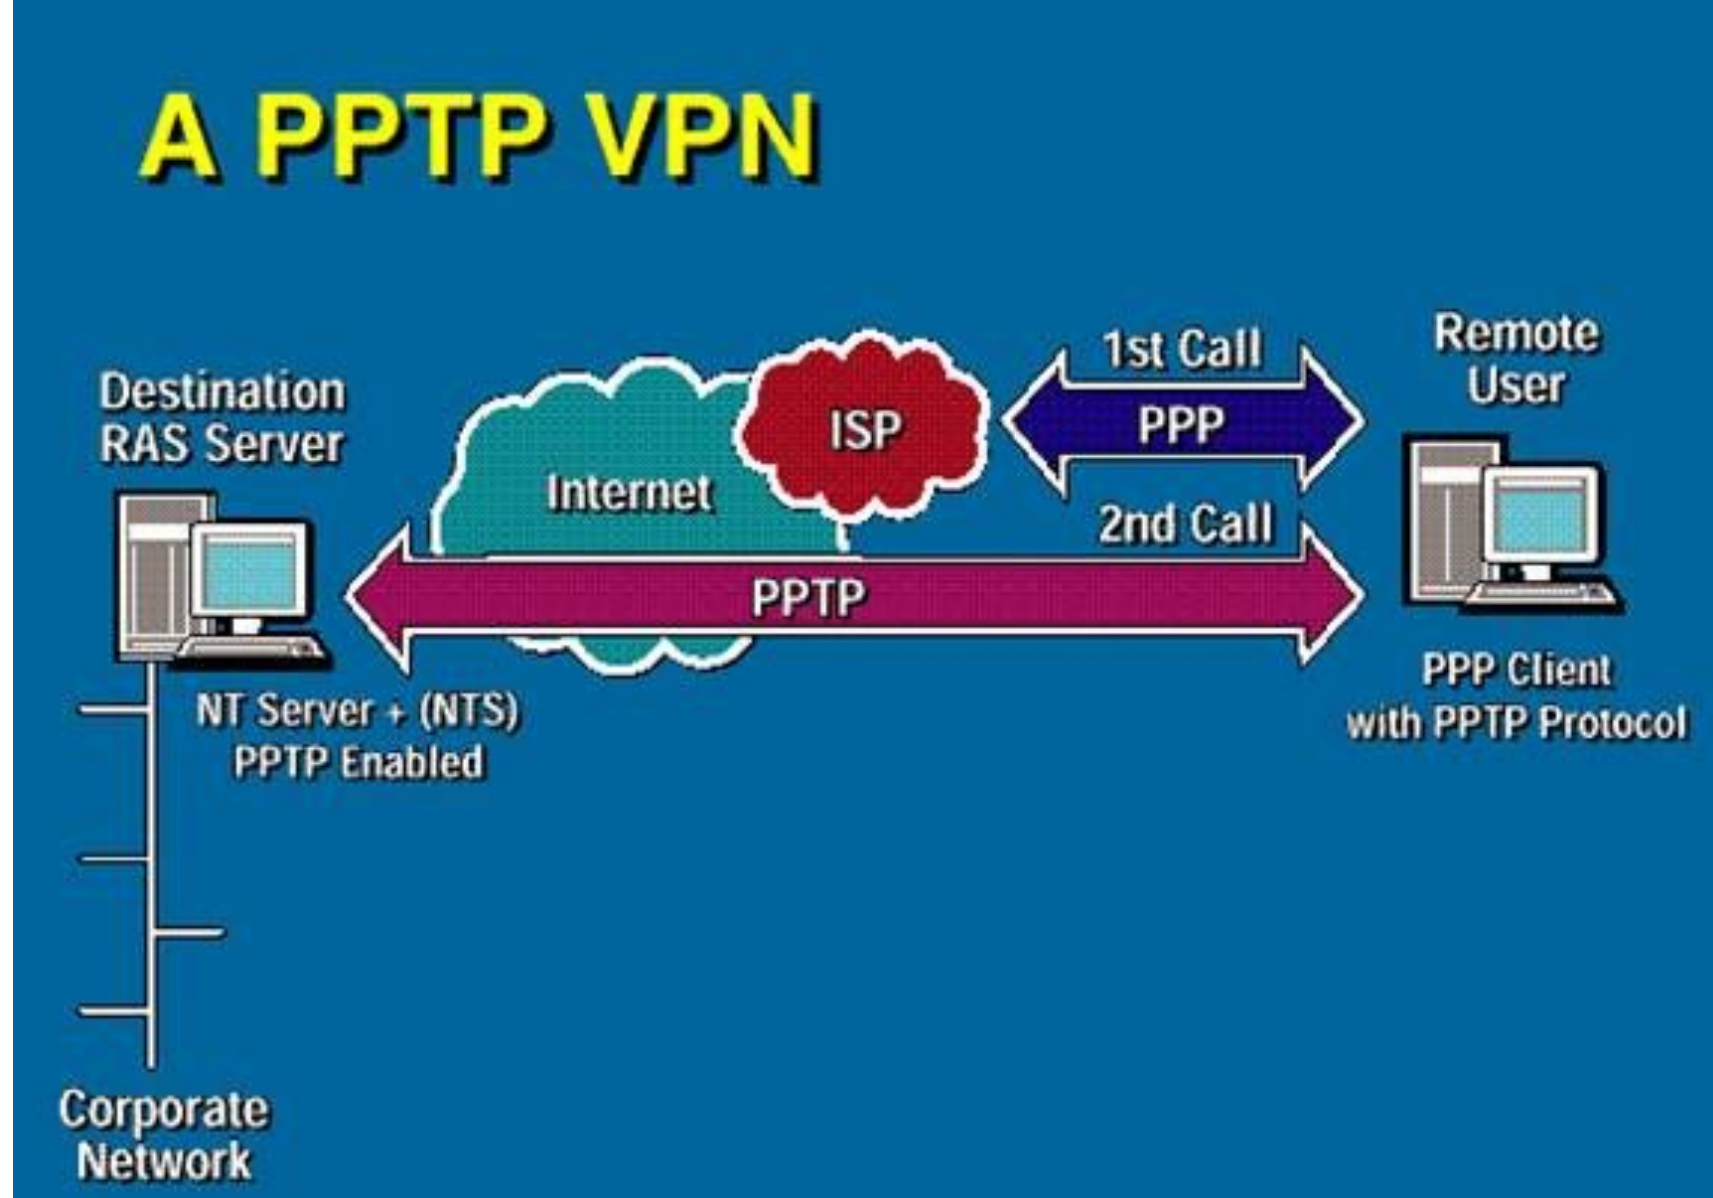 A PPTP VPN
Destination
RAS Server
Internet
ISP
1st Call
PPP
2nd Call
PPTP
Remote
User
NT Server + (NTS)
PPTP Enabled
PPP Client
with PPTP Protocol
Corporate
Network